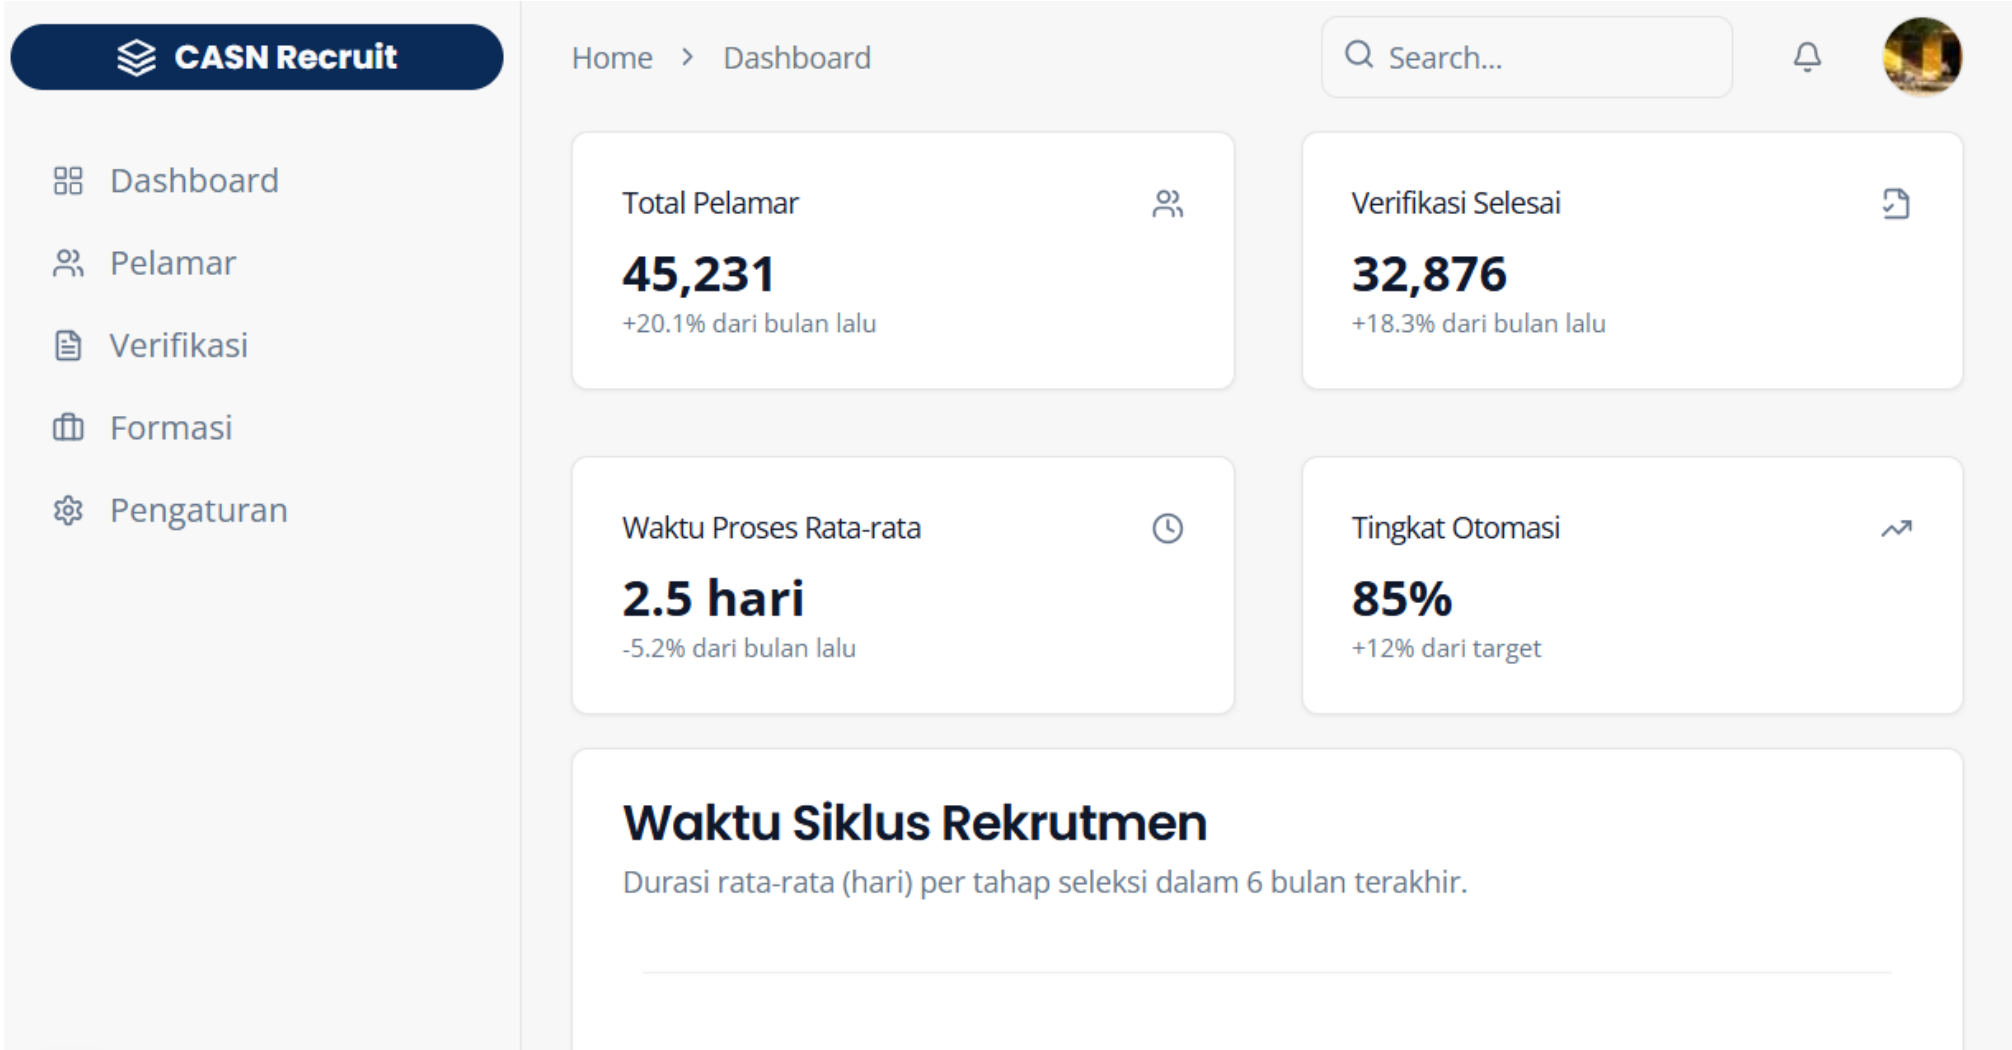 CASN Recruit
Dashboard
Pelamar
Verifikasi
Formasi
Pengaturan
Home > Dashboard
Search...
Total Pelamar
45,231
+20.1% dari bulan lalu
Verifikasi Selesai
32,876
+18.3% dari bulan lalu
Waktu Proses Rata-rata
2.5 hari
-5.2% dari bulan lalu
Tingkat Otomasi
85%
+12% dari target
Waktu Siklus Rekrutmen
Durasi rata-rata (hari) per tahap seleksi dalam 6 bulan terakhir.